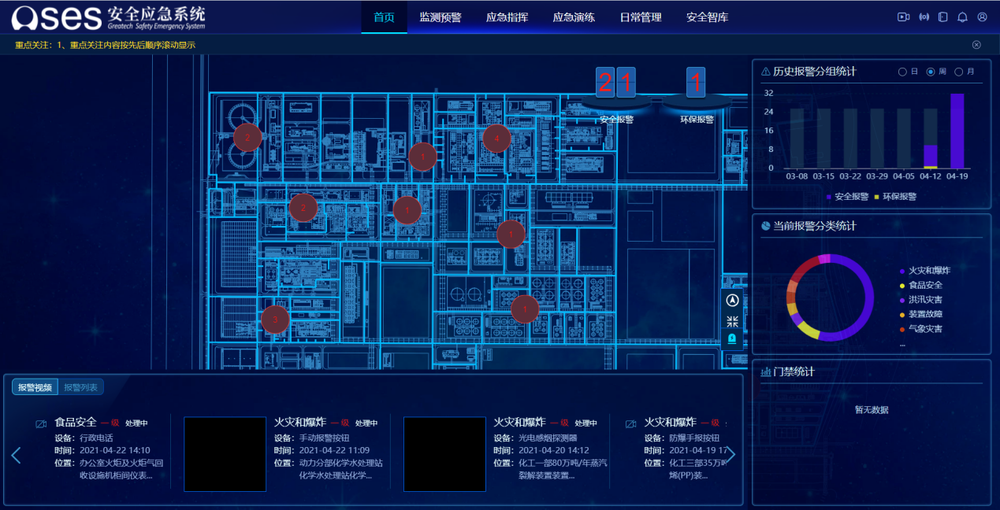 Oses 安全应急系统
Greatech Safety Emergency System
首页 监测预警 应急指挥 应急演练 日常管理 安全智库
重点关注：1、重点关注内容按先后顺序滚动显示
21 安全报警
1 环保报警
2
1
4
2
1
1
3
1
历史报警分组统计 日 周 月
32
24
16
8
0
03-08 03-15 03-22 03-29 04-05 04-12 04-19
安全报警 环保报警
当前报警分类统计
火灾和爆炸
食品安全
洪汛灾害
装置故障
气象灾害
...
门禁统计
暂无数据
报警视频 报警列表
食品安全 一级 处理中
设备：行政电话
时间：2021-04-22 14:10
位置：办公室火炬及火炬气回
收设施机柜间仪表...
火灾和爆炸 一级 处理中
设备：手动报警按钮
时间：2021-04-22 11:09
位置：动力分部化学水处理站
化学水处理站化学...
火灾和爆炸 一级 处理中
设备：光电感烟探测器
时间：2021-04-20 14:12
位置：化工一部80万吨/年蒸汽
裂解装置装置...
火灾和爆炸 一级
设备：防爆手报按钮
时间：2021-04-19 17
位置：化工三部35万吨
烯(PP)装...